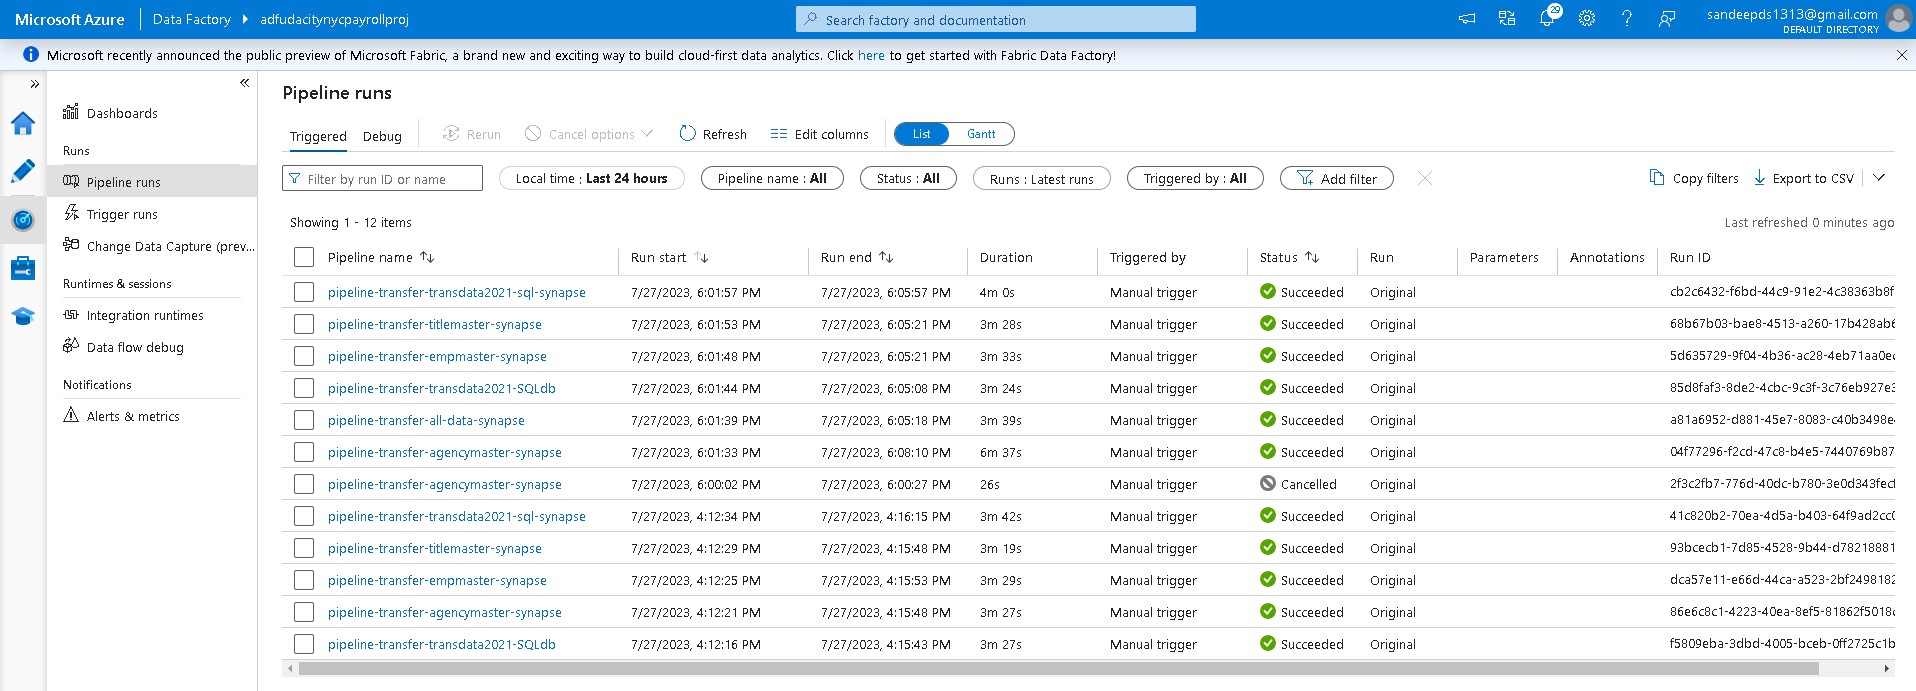 Microsoft Azure Data Factory adfudacitynycpayrollproj Search factory and documentation 29 sandeepds1313@gmail.com
DEFAULT DIRECTORY
Microsoft recently announced the public preview of Microsoft Fabric, a brand new and exciting way to build cloud-first data analytics. Click here to get started with Fabric Data Factory!
Dashboards
Runs
Pipeline runs
Trigger runs
Change Data Capture (prev...
Runtimes & sessions
Integration runtimes
Data flow debug
Notifications
Alerts & metrics
Pipeline runs
Triggered Debug Rerun Cancel options Refresh Edit columns List Gantt
Filter by run ID or name Local time : Last 24 hours Pipeline name : All Status : All Runs : Latest runs Triggered by : All Add filter Copy filters Export to CSV
Showing 1 - 12 items Last refreshed 0 minutes ago
Pipeline name Run start Run end Duration Triggered by Status Run Parameters Annotations Run ID
pipeline-transfer-transdata2021-sql-synapse 7/27/2023, 6:01:57 PM 7/27/2023, 6:05:57 PM 4m 0s Manual trigger Succeeded Original cb2c6432-f6bd-44c9-91e2-4c38363b8f
pipeline-transfer-titlemaster-synapse 7/27/2023, 6:01:53 PM 7/27/2023, 6:05:21 PM 3m 28s Manual trigger Succeeded Original 68b67b03-bae8-4513-a260-17b428ab6
pipeline-transfer-empmaster-synapse 7/27/2023, 6:01:48 PM 7/27/2023, 6:05:21 PM 3m 33s Manual trigger Succeeded Original 5d635729-9f04-4b36-ac28-4eb71aa0e
pipeline-transfer-transdata2021-SQLdb 7/27/2023, 6:01:44 PM 7/27/2023, 6:05:08 PM 3m 24s Manual trigger Succeeded Original 85d8faf3-8de2-4cbc-9c3f-3c76eb927e3
pipeline-transfer-all-data-synapse 7/27/2023, 6:01:39 PM 7/27/2023, 6:05:18 PM 3m 39s Manual trigger Succeeded Original a81a6952-d881-45e7-8083-c40b3498e
pipeline-transfer-agencymaster-synapse 7/27/2023, 6:01:33 PM 7/27/2023, 6:08:10 PM 6m 37s Manual trigger Succeeded Original 04f77296-f2cd-47c8-b4e5-7440769b87
pipeline-transfer-agencymaster-synapse 7/27/2023, 6:00:02 PM 7/27/2023, 6:00:27 PM 26s Manual trigger Cancelled Original 2f3c2fb7-776d-40dc-b780-3e0d343fec
pipeline-transfer-transdata2021-sql-synapse 7/27/2023, 4:12:34 PM 7/27/2023, 4:16:15 PM 3m 42s Manual trigger Succeeded Original 41c820b2-70ea-4d5a-b403-64f9ad2cc0
pipeline-transfer-titlemaster-synapse 7/27/2023, 4:12:29 PM 7/27/2023, 4:15:48 PM 3m 19s Manual trigger Succeeded Original 93bcecb1-7d85-4528-9b44-d78218881
pipeline-transfer-empmaster-synapse 7/27/2023, 4:12:25 PM 7/27/2023, 4:15:53 PM 3m 29s Manual trigger Succeeded Original dca57e11-e66d-44ca-a523-2bf2498182
pipeline-transfer-agencymaster-synapse 7/27/2023, 4:12:21 PM 7/27/2023, 4:15:48 PM 3m 27s Manual trigger Succeeded Original 86e6c8c1-4223-40ea-8ef5-81862f5018
pipeline-transfer-transdata2021-SQLdb 7/27/2023, 4:12:16 PM 7/27/2023, 4:15:43 PM 3m 27s Manual trigger Succeeded Original f5809eba-3dbd-4005-bceb-0ff2725c1b